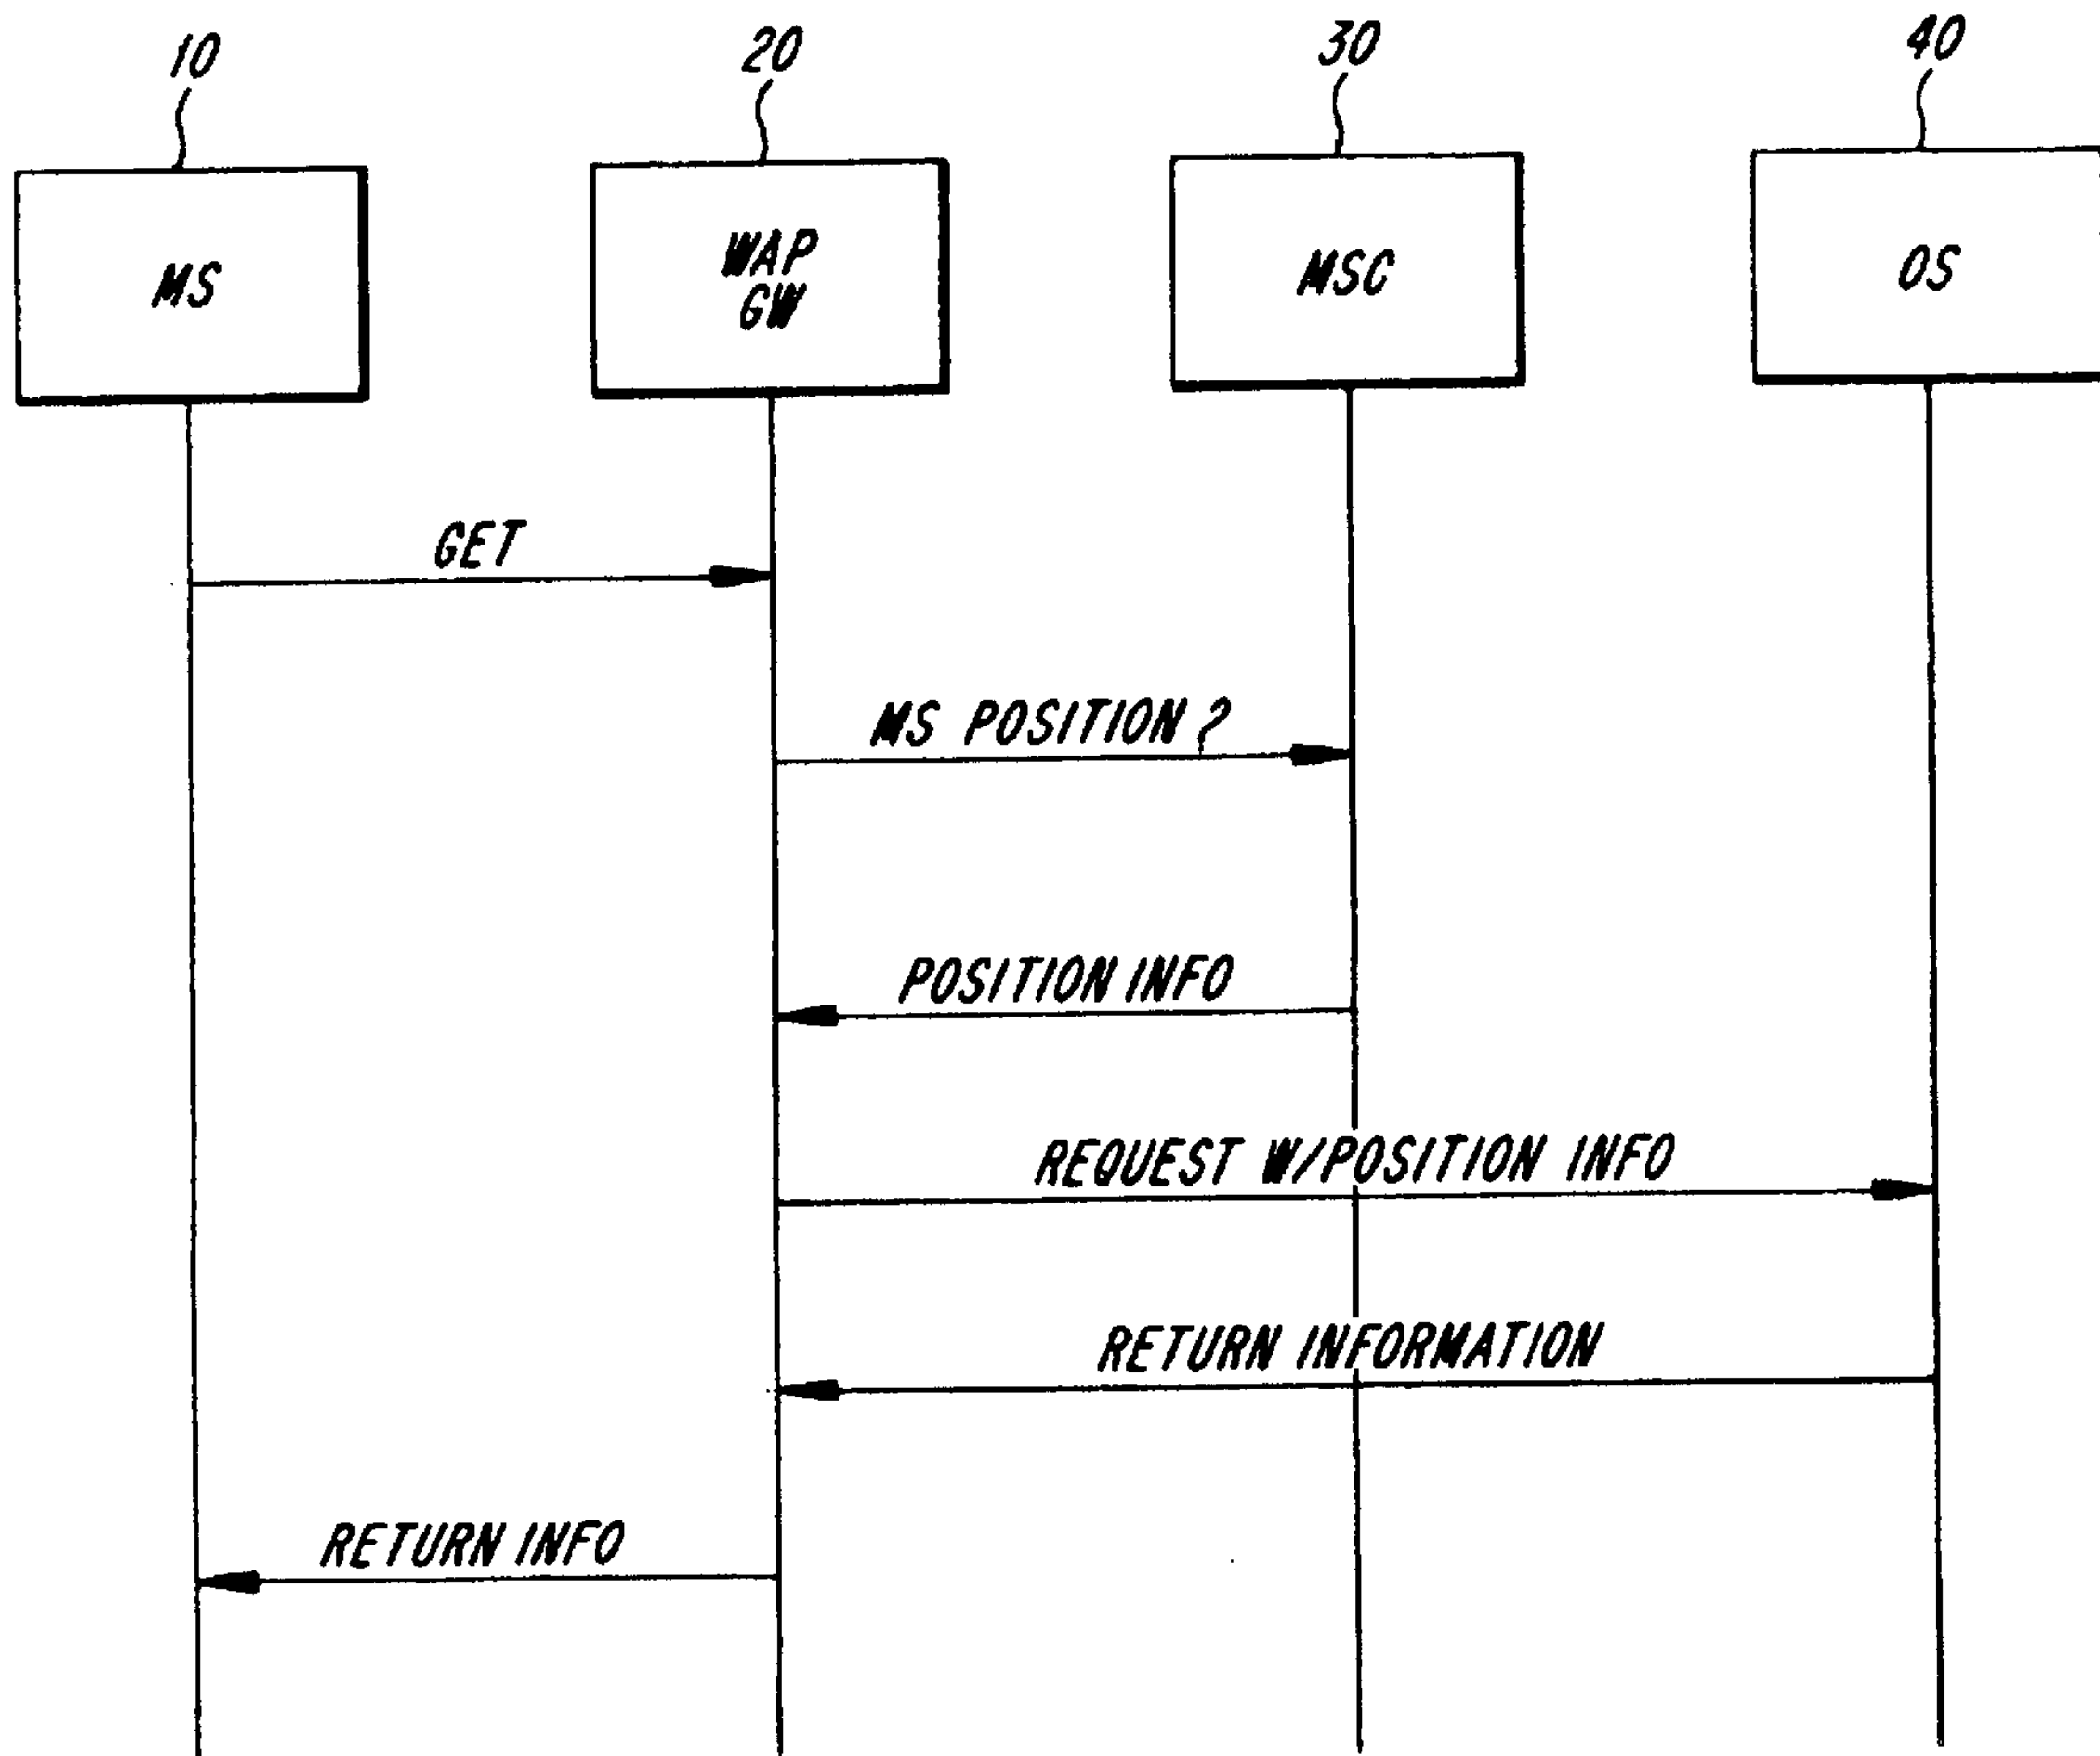 10
20
30
40
MS
WAP
GW
MSC
OS
GET
MS POSITION ?
POSITION INFO
REQUEST W/POSITION INFO
RETURN INFORMATION
RETURN INFO